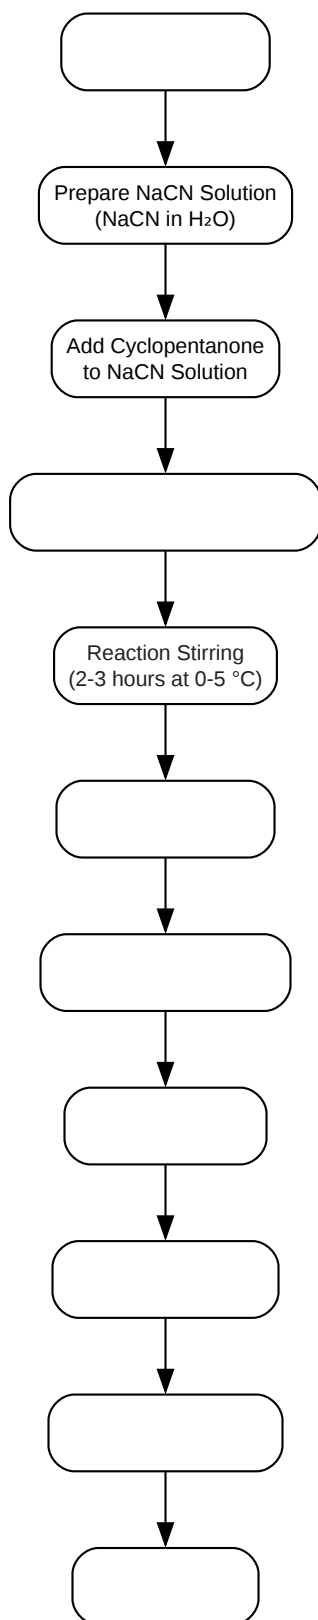 Prepare NaCN Solution
(NaCN in H₂O)
Add Cyclopentanone
to NaCN Solution
Reaction Stirring
(2-3 hours at 0-5 °C)